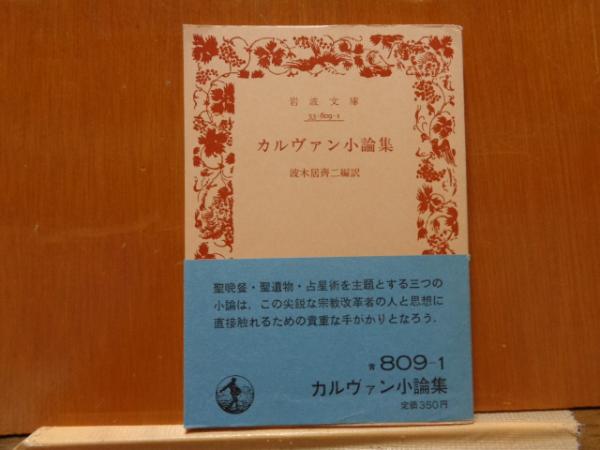 岩波文庫
33-809-1
カルヴァン小論集
波木居齊二編訳
聖晩餐・聖遺物・占星術を主題とする三つの
小論は，この尖鋭な宗教改革者の人と思想に
直接触れるための貴重な手がかりとなろう．
青 809-1
カルヴァン小論集
定価350円